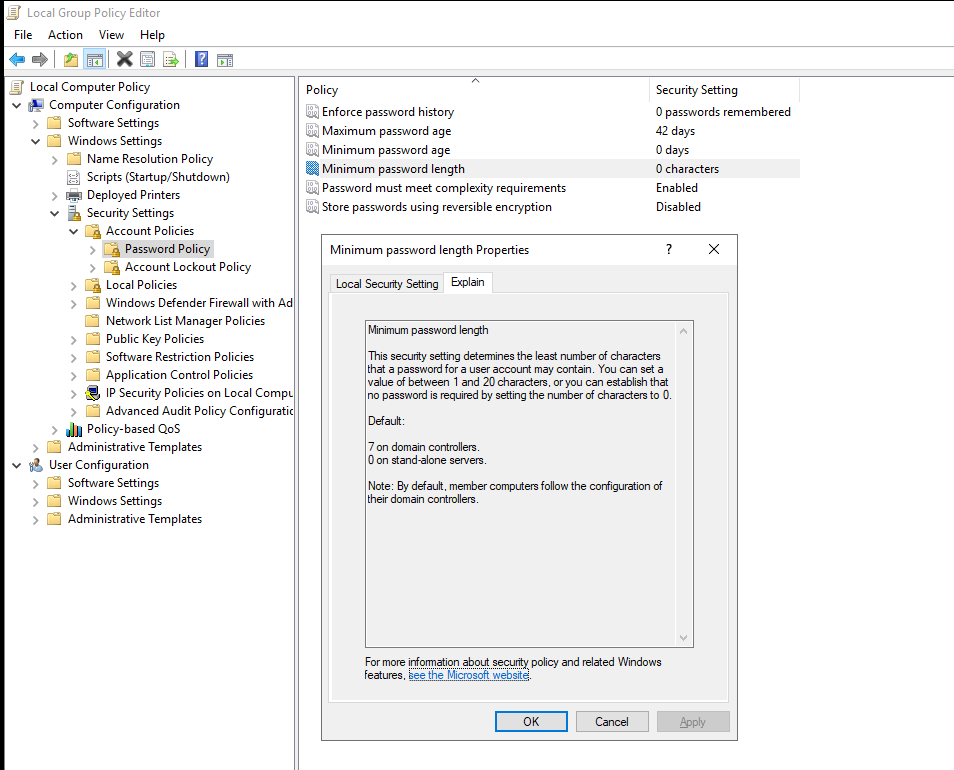 Local Group Policy Editor
File Action View Help
Local Computer Policy
Computer Configuration
Software Settings
Windows Settings
Name Resolution Policy
Scripts (Startup/Shutdown)
Deployed Printers
Security Settings
Account Policies
Password Policy
Account Lockout Policy
Local Policies
Windows Defender Firewall with Ad
Network List Manager Policies
Public Key Policies
Software Restriction Policies
Application Control Policies
IP Security Policies on Local Compu
Advanced Audit Policy Configuratio
Policy-based QoS
Administrative Templates
User Configuration
Software Settings
Windows Settings
Administrative Templates
Policy Security Setting
Enforce password history 0 passwords remembered
Maximum password age 42 days
Minimum password age 0 days
Minimum password length 0 characters
Password must meet complexity requirements Enabled
Store passwords using reversible encryption Disabled
Minimum password length Properties
Local Security Setting Explain
Minimum password length
This security setting determines the least number of characters
that a password for a user account may contain. You can set a
value of between 1 and 20 characters, or you can establish that
no password is required by setting the number of characters to 0.
Default:
7 on domain controllers.
0 on stand-alone servers.
Note: By default, member computers follow the configuration of
their domain controllers.
For more information about security policy and related Windows
features, see the Microsoft website.
OK Cancel Apply